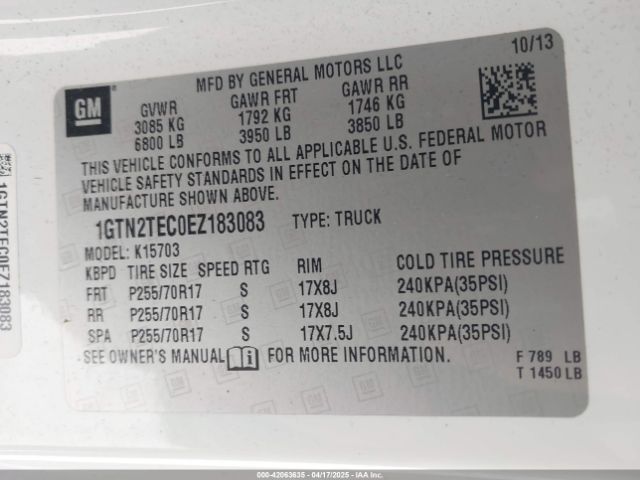 10/13
MFD BY GENERAL MOTORS LLC
GM
GVWR GAWR FRT GAWR RR
3085 KG 1792 KG 1746 KG
6800 LB 3950 LB 3850 LB
THIS VEHICLE CONFORMS TO ALL APPLICABLE U.S. FEDERAL MOTOR
VEHICLE SAFETY STANDARDS IN EFFECT ON THE DATE OF
MANUFACTURE SHOWN ABOVE.
1GTN2TEC0EZ183083 TYPE: TRUCK
MODEL: K15703
KBPD TIRE SIZE SPEED RTG RIM COLD TIRE PRESSURE
FRT P255/70R17 S 17X8J 240KPA(35PSI)
RR P255/70R17 S 17X8J 240KPA(35PSI)
SPA P255/70R17 S 17X7.5J 240KPA(35PSI)
SEE OWNER'S MANUAL FOR MORE INFORMATION.
F 789 LB
T 1450 LB
1GTN2TEC0EZ183083
000-42063635 - 04/17/2025 - IAAI.COM